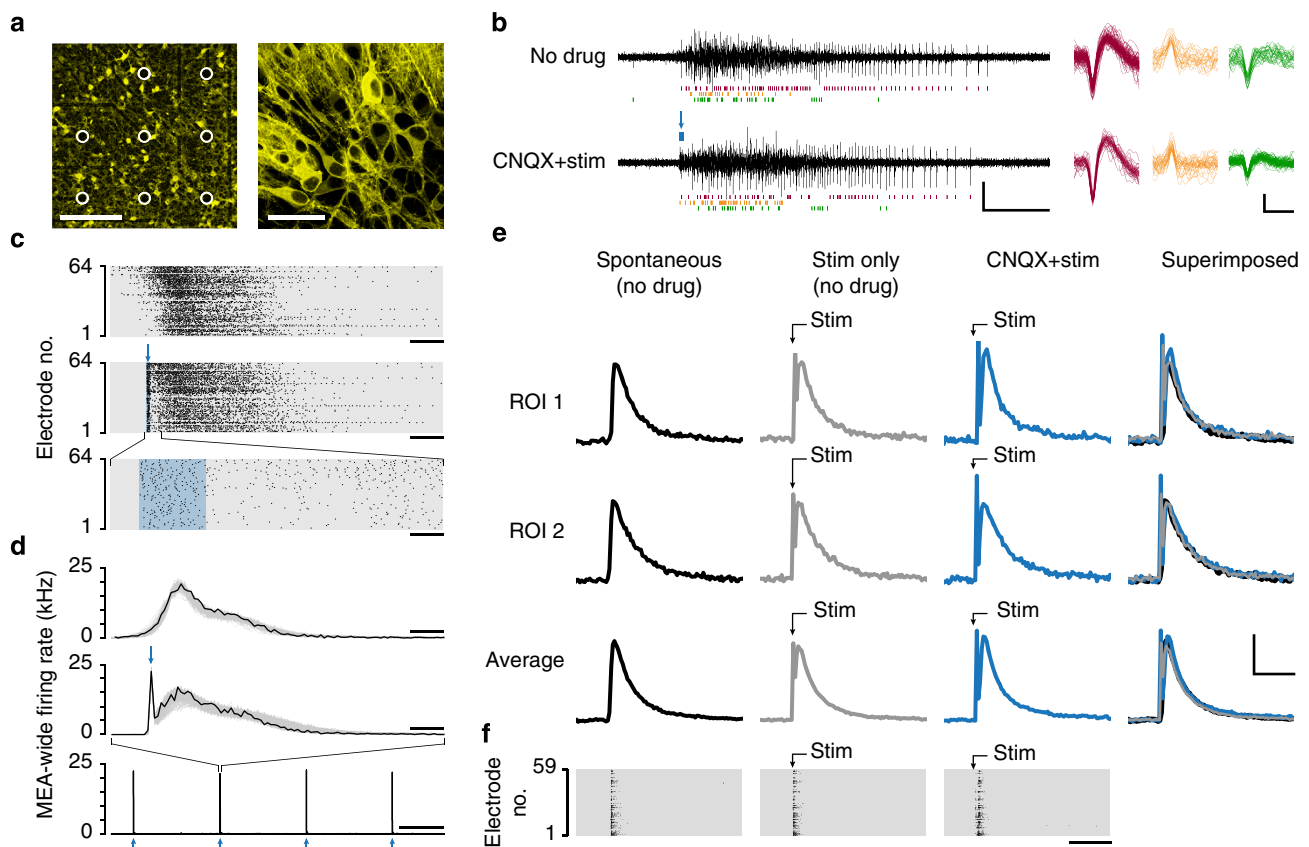 a
b
No drug
CNQX+stim
c
64
1
64
1
64
1
Electrode no.
d
25
0
25
0
25
0
MEA-wide firing rate (kHz)
e
Spontaneous
(no drug)
Stim only
(no drug)
CNQX+stim
Superimposed
Stim
Stim
ROI 1
Stim
Stim
ROI 2
Stim
Stim
Average
f
Stim
Stim
59
1
Electrode
no.